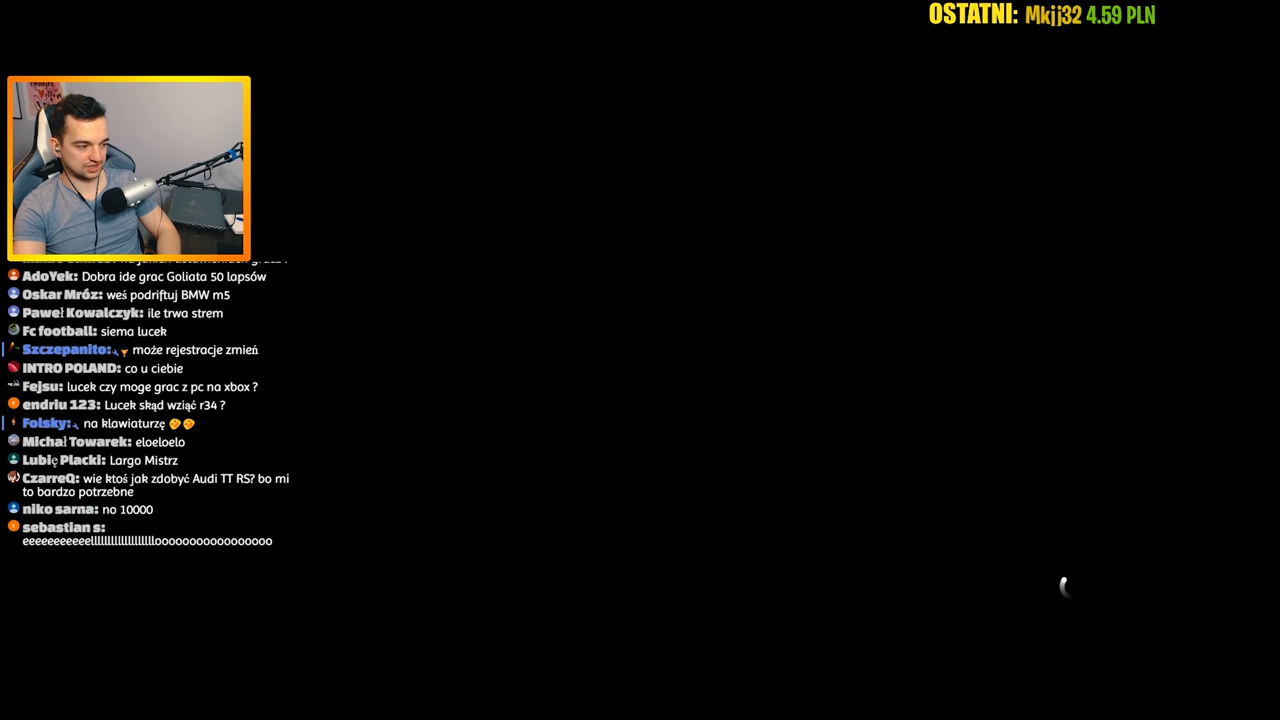 OSTATNI: Mkjj32 4.59 PLN
AdoYek: Dobra ide grac Goliata 50 lapsów
Oskar Mróz: weś podriftuj BMW m5
Paweł Kowalczyk: ile trwa strem
Fc football: siema lucek
Szczepanito: może rejestracje zmień
INTRO POLAND: co u ciebie
Fejsu: lucek czy moge grac z pc na xbox ?
endriu 123: Lucek skąd wziąć r34 ?
Folsky: na klawiaturzę
Michał Towarek: eloeloelo
Lubię Placki: Largo Mistrz
CzarreQ: wie ktoś jak zdobyć Audi TT RS? bo mi
to bardzo potrzebne
niko sarna: no 10000
sebastian s:
eeeeeeeeeeellllllllllllllllllloooooooooooooooooo